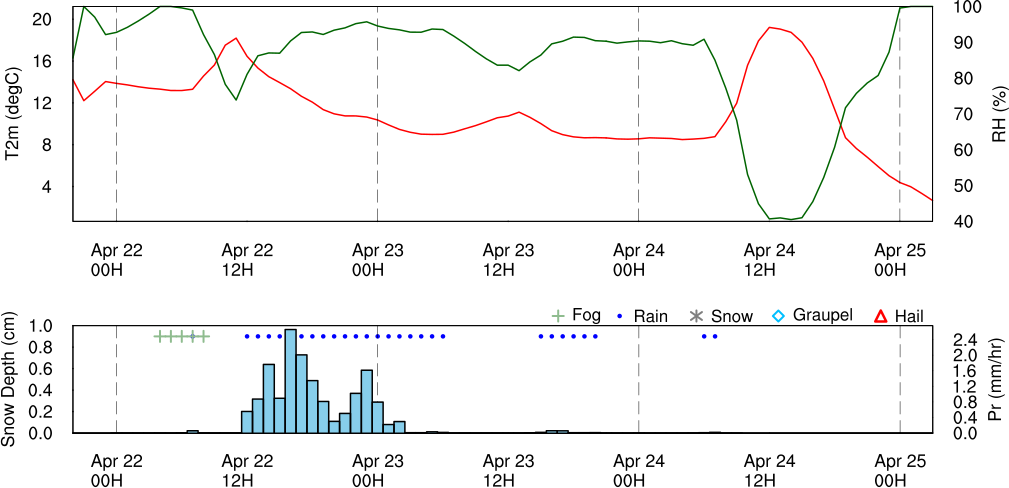 20
16
12
8
4
T2m (degC)
100
90
80
70
60
50
40
RH (%)
Apr 22
00H
Apr 22
12H
Apr 23
00H
Apr 23
12H
Apr 24
00H
Apr 24
12H
Apr 25
00H
Fog
Rain
Snow
Graupel
Hail
1.0
0.8
0.6
0.4
0.2
0.0
Snow Depth (cm)
2.4
2.0
1.6
1.2
0.8
0.4
0.0
Pr (mm/hr)
Apr 22
00H
Apr 22
12H
Apr 23
00H
Apr 23
12H
Apr 24
00H
Apr 24
12H
Apr 25
00H